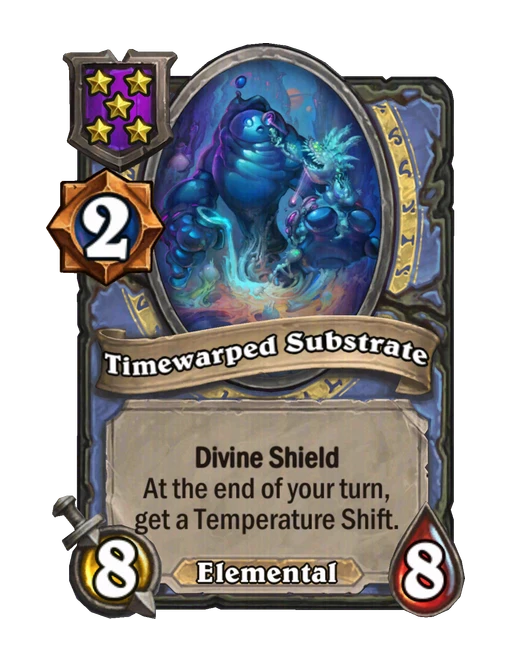 2
Timewarped Substrate
Divine Shield
At the end of your turn,
get a Temperature Shift.
8
Elemental
8